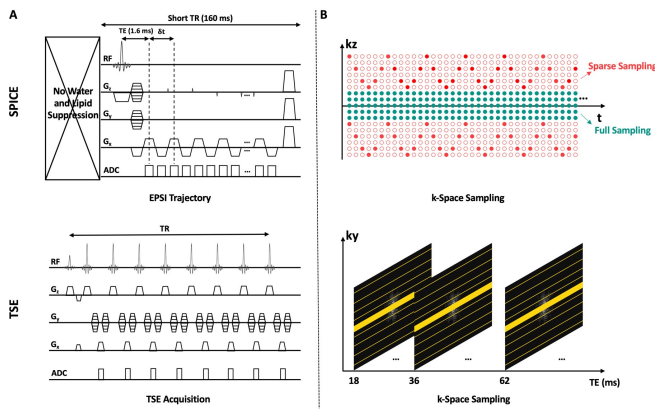 A
B
SPICE
Short TR (160 ms)
TE (1.6 ms)
δt
No Water
and Lipid
Suppression
RF
Gz
Gy
Gx
...
ADC
...
EPSI Trajectory
kz
Sparse Sampling
...
t
Full Sampling
k-Space Sampling
TSE
TR
RF
Gz
Gy
Gx
ADC
TSE Acquisition
ky
...
...
...
18
36
62
TE (ms)
k-Space Sampling